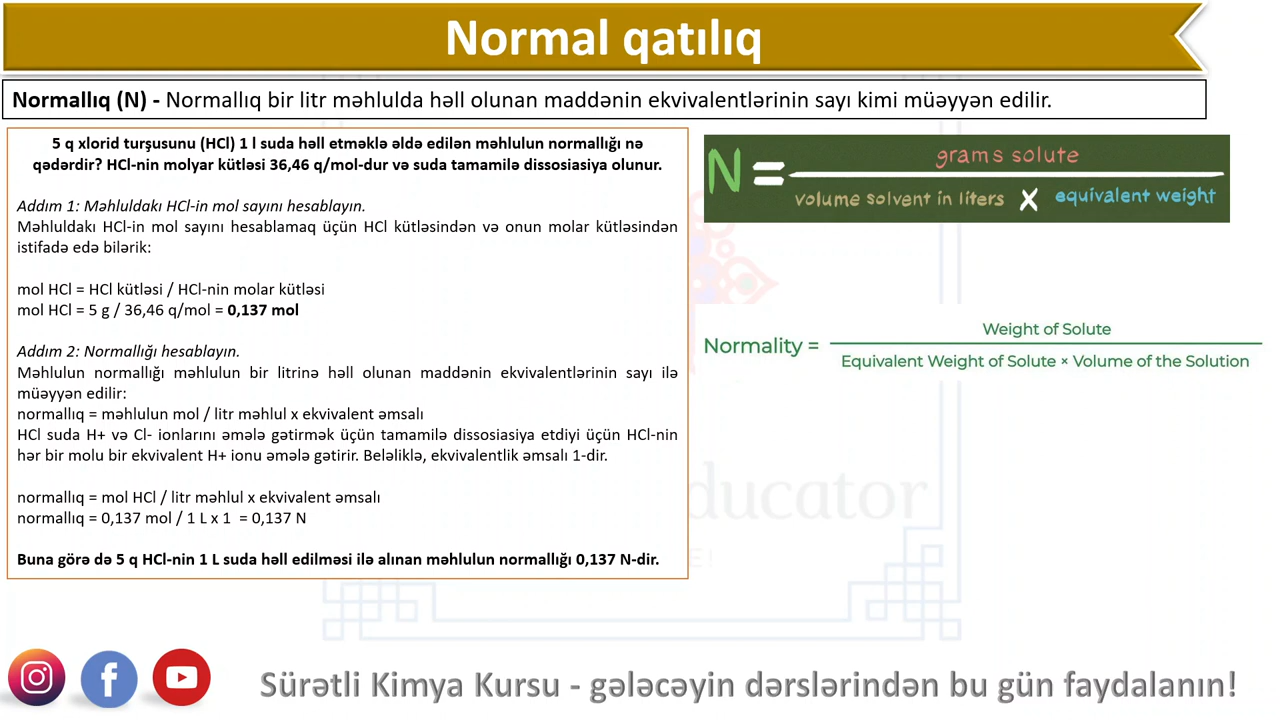 Normal qatılıq
Normallıq (N) - Normallıq bir litr məhlulda həll olunan maddənin ekvivalentlərinin sayı kimi müəyyən edilir.
5 q xlorid turşusunu (HCl) 1 l suda həll etməklə əldə edilən məhlulun normallığı nə
qədərdir? HCl-nin molyar kütləsi 36,46 q/mol-dur və suda tamamilə dissosiasiya olunur.
Addım 1: Məhluldakı HCl-in mol sayını hesablayın.
Məhluldakı HCl-in mol sayını hesablamaq üçün HCl kütləsindən və onun molar kütləsindən
istifadə edə bilərik:
mol HCl = HCl kütləsi / HCl-nin molar kütləsi
mol HCl = 5 g / 36,46 q/mol = 0,137 mol
Addım 2: Normallığı hesablayın.
Məhlulun normallığı məhlulun bir litrinə həll olunan maddənin ekvivalentlərinin sayı ilə
müəyyən edilir:
normallıq = məhlulun mol / litr məhlul x ekvivalent əmsalı
HCl suda H+ və Cl- ionlarını əmələ gətirmək üçün tamamilə dissosiasiya etdiyi üçün HCl-nin
hər bir molu bir ekvivalent H+ ionu əmələ gətirir. Beləliklə, ekvivalentlik əmsalı 1-dir.
normallıq = mol HCl / litr məhlul x ekvivalent əmsalı
normallıq = 0,137 mol / 1 L x 1 = 0,137 N
Buna görə də 5 q HCl-nin 1 L suda həll edilməsi ilə alınan məhlulun normallığı 0,137 N-dir.
grams solute
N =
volume solvent in liters X equivalent weight
Weight of Solute
Normality =
Equivalent Weight of Solute × Volume of the Solution
ducator
Sürətli Kimya Kursu - gələcəyin dərslərindən bu gün faydalanın!